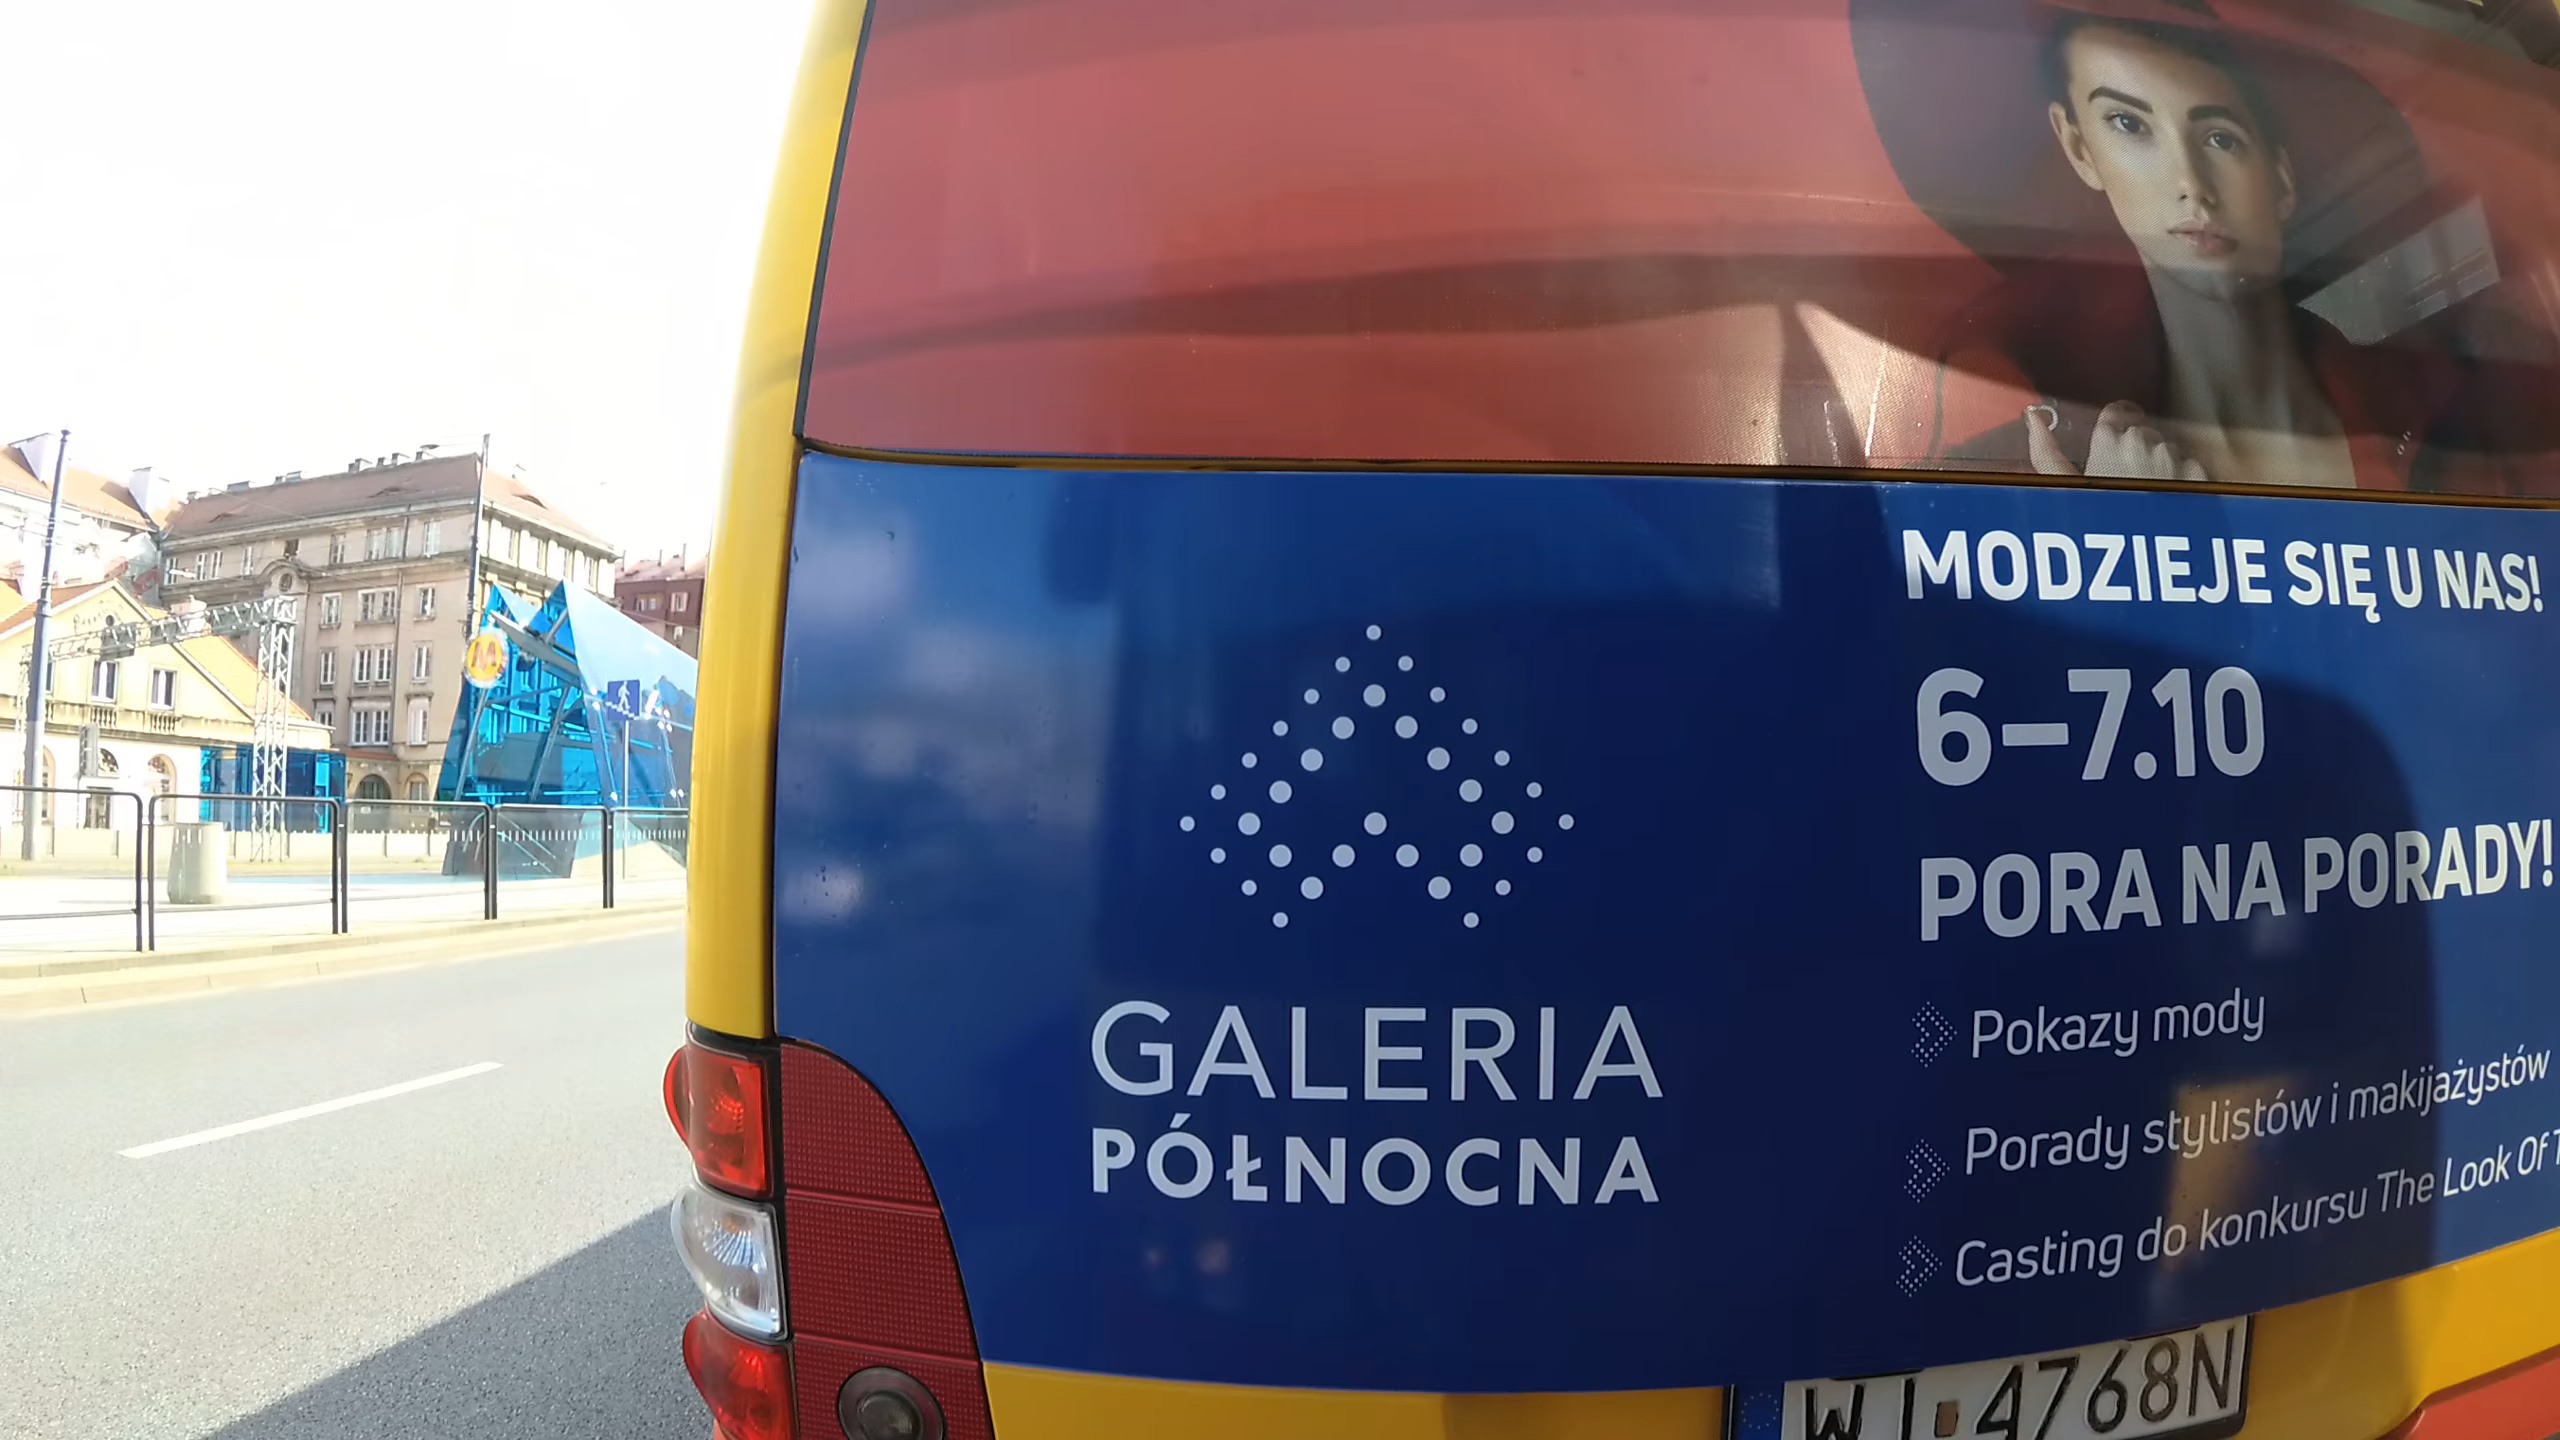 M
MODZIEJE SIĘ U NAS!
6–7.10
PORA NA PORADY!
Pokazy mody
Porady stylistów i makijażystów
Casting do konkursu The Look Of
GALERIA
PÓŁNOCNA
WI 4768N